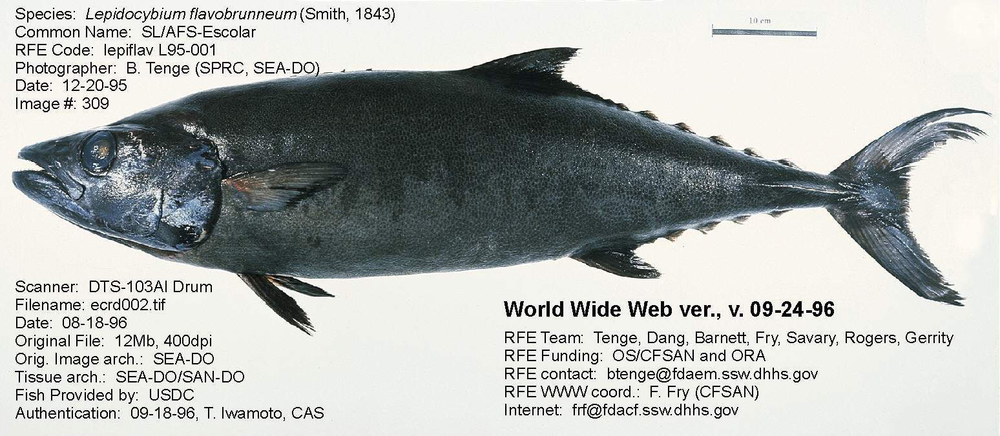 Species:  Lepidocybium flavobrunneum (Smith, 1843)
Common Name:  SL/AFS-Escolar
RFE Code:  lepiflav L95-001
Photographer:  B. Tenge (SPRC, SEA-DO)
Date:  12-20-95
Image #: 309
10 cm
Scanner:  DTS-103AI Drum
Filename: ecrd002.tif
Date:  08-18-96
Original File:  12Mb, 400dpi
Orig. Image arch.:  SEA-DO
Tissue arch.:  SEA-DO/SAN-DO
Fish Provided by:  USDC
Authentication:  09-18-96, T. Iwamoto, CAS
World Wide Web ver., v. 09-24-96
RFE Team:  Tenge, Dang, Barnett, Fry, Savary, Rogers, Gerrity
RFE Funding:  OS/CFSAN and ORA
RFE contact:  btenge@fdaem.ssw.dhhs.gov
RFE WWW coord.:  F. Fry (CFSAN)
Internet:  frf@fdacf.ssw.dhhs.gov